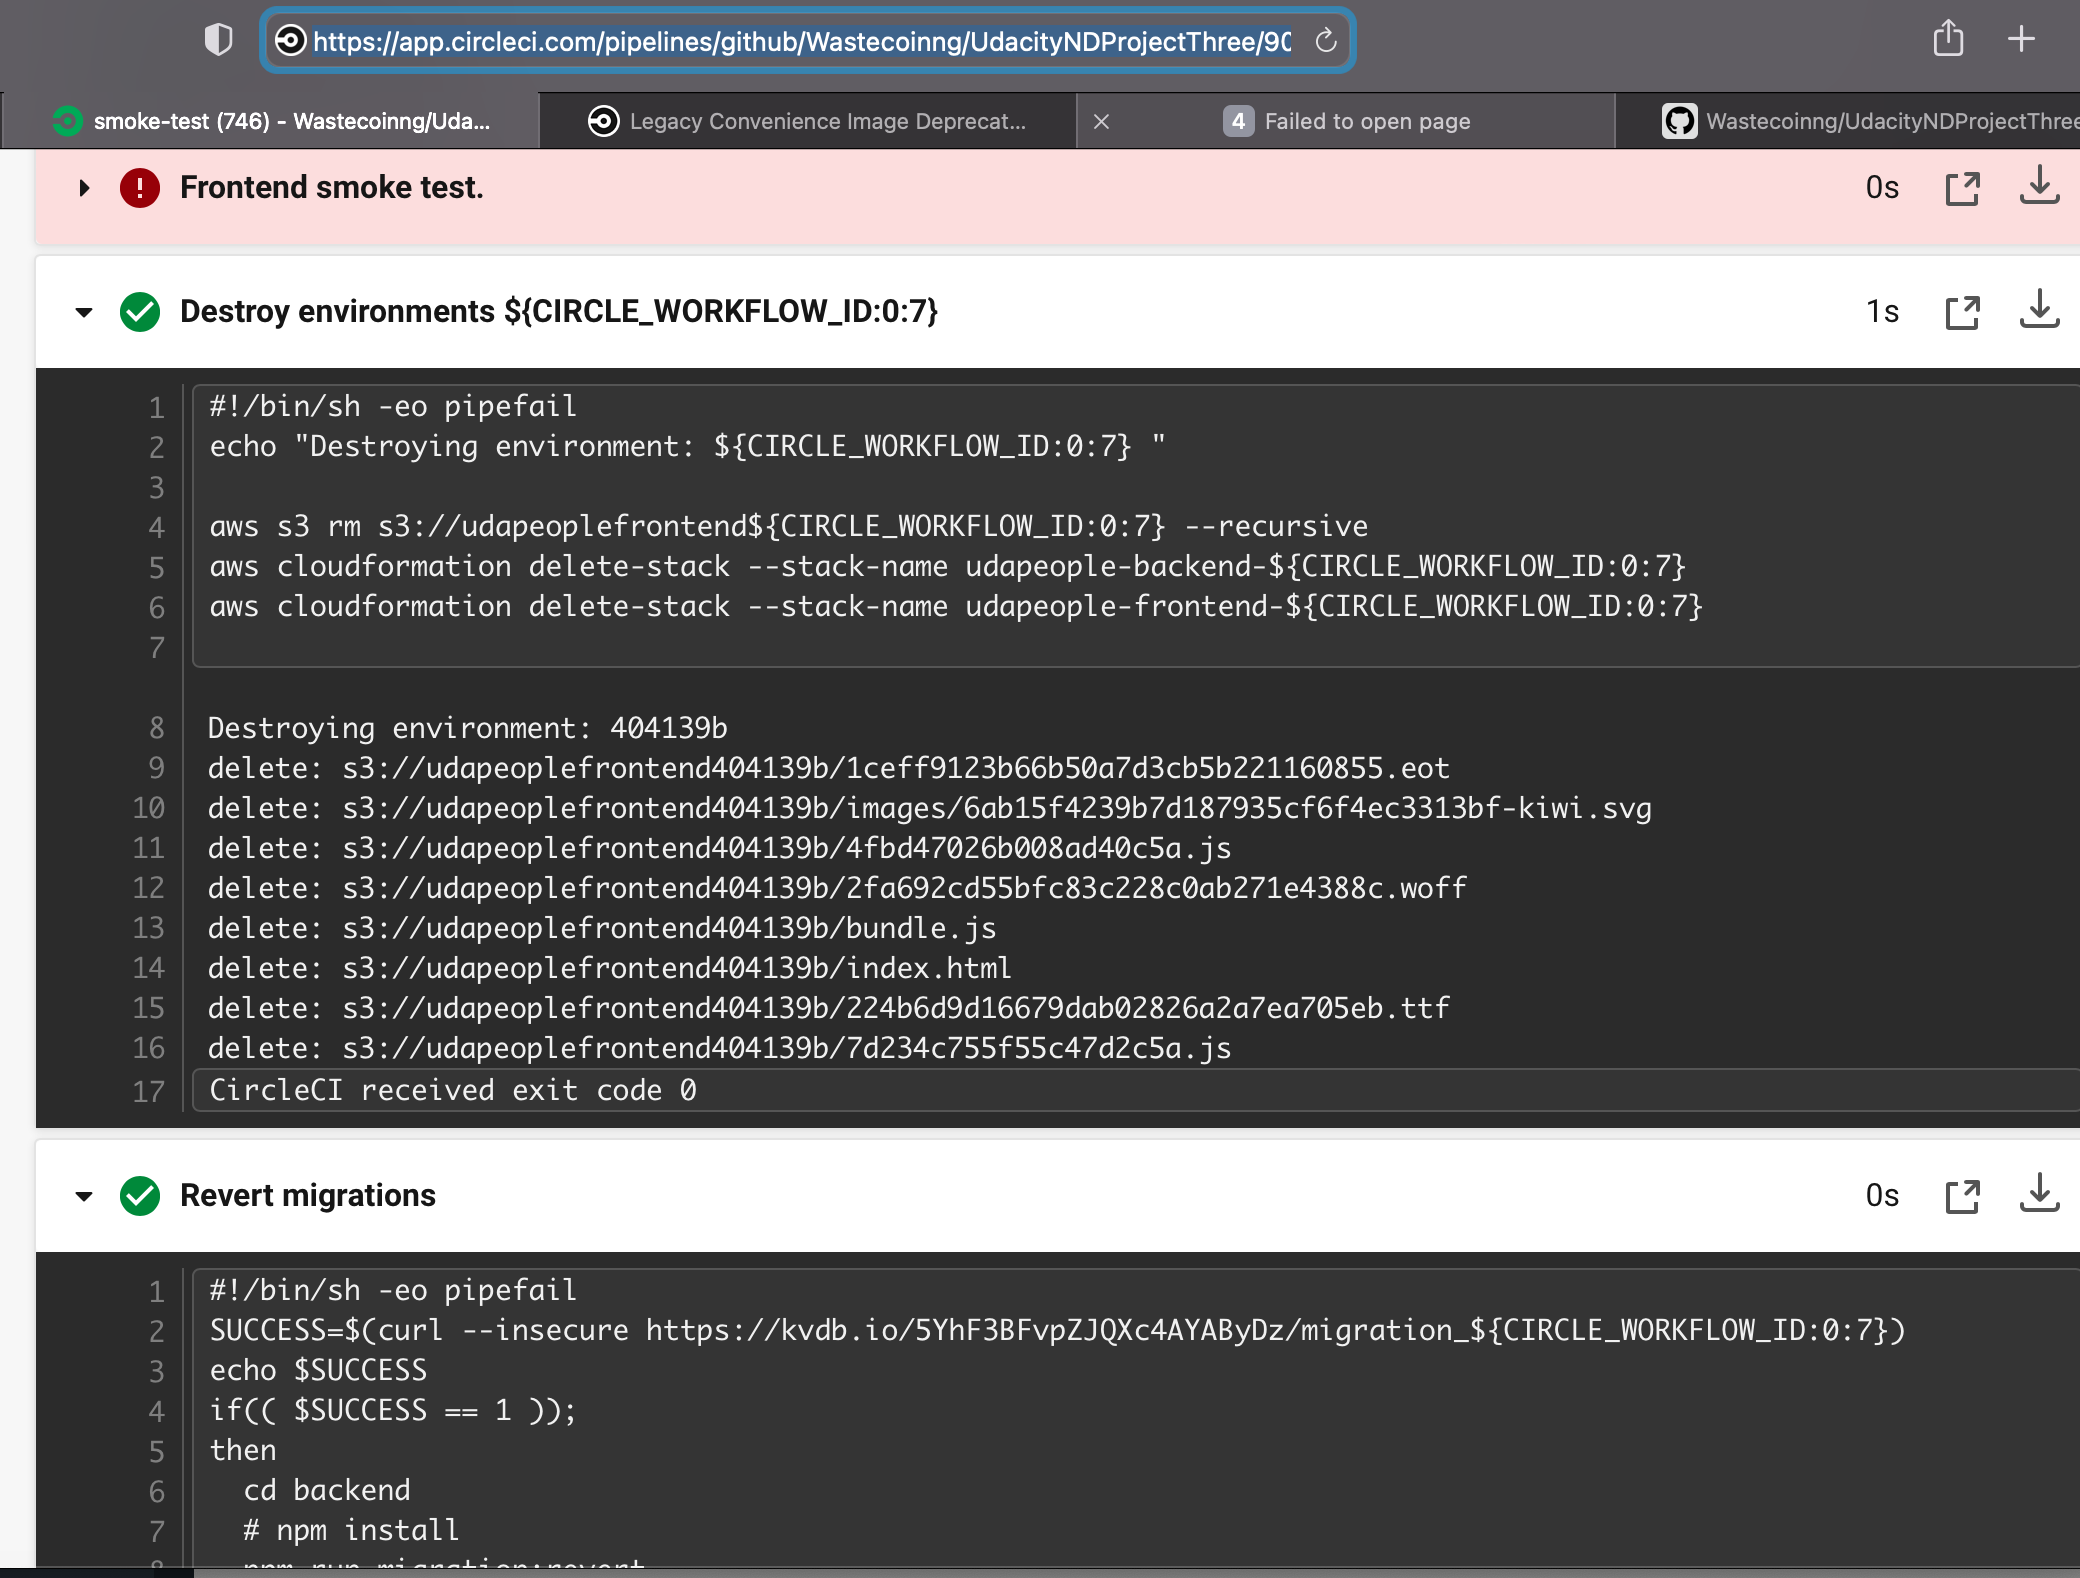 https://app.circleci.com/pipelines/github/Wastecoinng/UdacityNDProjectThree/90
smoke-test (746) - Wastecoinng/Uda...
Legacy Convenience Image Deprecat...
4 Failed to open page
Wastecoinng/UdacityNDProjectThree
Frontend smoke test.
0s
Destroy environments ${CIRCLE_WORKFLOW_ID:0:7}
1s
1 #!/bin/sh -eo pipefail
2 echo "Destroying environment: ${CIRCLE_WORKFLOW_ID:0:7} "
3
4 aws s3 rm s3://udapeoplefrontend${CIRCLE_WORKFLOW_ID:0:7} --recursive
5 aws cloudformation delete-stack --stack-name udapeople-backend-${CIRCLE_WORKFLOW_ID:0:7}
6 aws cloudformation delete-stack --stack-name udapeople-frontend-${CIRCLE_WORKFLOW_ID:0:7}
7
8 Destroying environment: 404139b
9 delete: s3://udapeoplefrontend404139b/1ceff9123b66b50a7d3cb5b221160855.eot
10 delete: s3://udapeoplefrontend404139b/images/6ab15f4239b7d187935cf6f4ec3313bf-kiwi.svg
11 delete: s3://udapeoplefrontend404139b/4fbd47026b008ad40c5a.js
12 delete: s3://udapeoplefrontend404139b/2fa692cd55bfc83c228c0ab271e4388c.woff
13 delete: s3://udapeoplefrontend404139b/bundle.js
14 delete: s3://udapeoplefrontend404139b/index.html
15 delete: s3://udapeoplefrontend404139b/224b6d9d16679dab02826a2a7ea705eb.ttf
16 delete: s3://udapeoplefrontend404139b/7d234c755f55c47d2c5a.js
17 CircleCI received exit code 0
Revert migrations
0s
1 #!/bin/sh -eo pipefail
2 SUCCESS=$(curl --insecure https://kvdb.io/5YhF3BFvpZJQXc4AYAByDz/migration_${CIRCLE_WORKFLOW_ID:0:7})
3 echo $SUCCESS
4 if(( $SUCCESS == 1 ));
5 then
6 cd backend
7 # npm install
8 npm run migration:revert